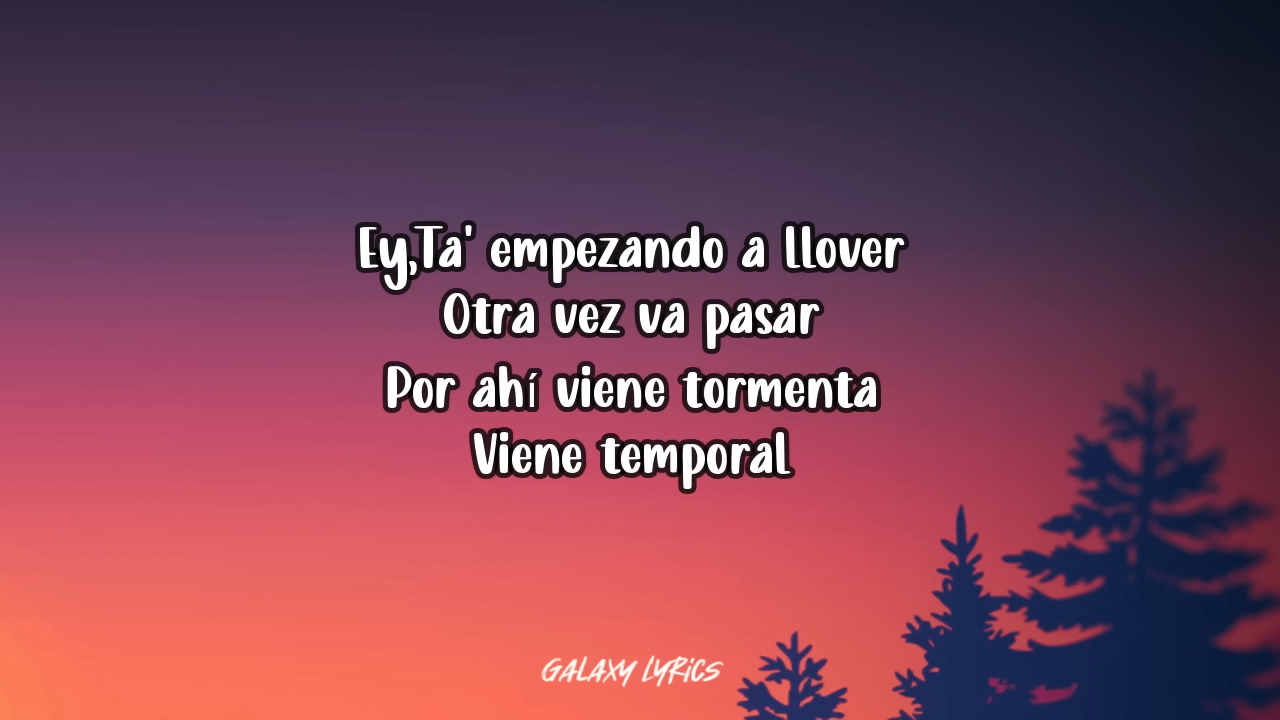 Ey,Ta' empezando a llover
Otra vez va pasar
Por ahí viene tormenta
Viene temporal
GALAXY LYRICS